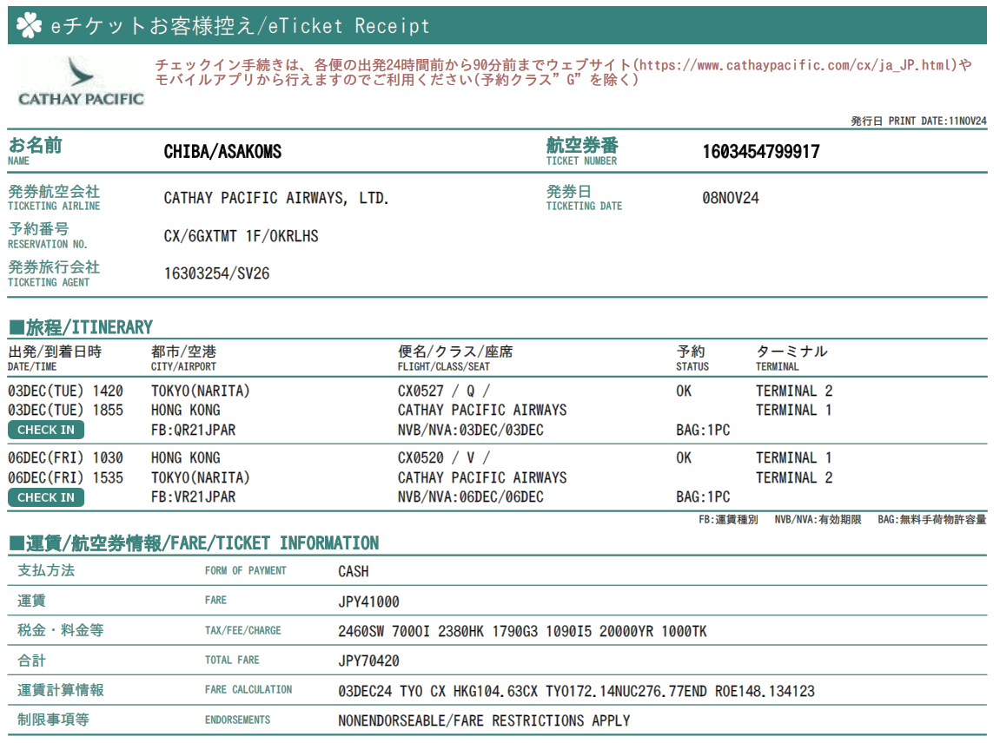 eチケットお客様控え/eTicket Receipt
CATHAY PACIFIC
チェックイン手続きは、各便の出発24時間前から90分前までウェブサイト(https://www.cathaypacific.com/cx/ja_JP.html)や
モバイルアプリから行えますのでご利用ください(予約クラス”G”を除く)
発行日 PRINT DATE:11NOV24
お名前 CHIBA/ASAKOMS 航空券番 1603454799917
NAME TICKET NUMBER
発券航空会社 CATHAY PACIFIC AIRWAYS, LTD. 発券日 08NOV24
TICKETING AIRLINE TICKETING DATE
予約番号 CX/6GXTMT 1F/OKRLHS
RESERVATION NO.
発券旅行会社 16303254/SV26
TICKETING AGENT
■旅程/ITINERARY
出発/到着日時 都市/空港 便名/クラス/座席 予約 ターミナル
DATE/TIME CITY/AIRPORT FLIGHT/CLASS/SEAT STATUS TERMINAL
03DEC(TUE) 1420 TOKYO(NARITA) CX0527 / Q / OK TERMINAL 2
03DEC(TUE) 1855 HONG KONG CATHAY PACIFIC AIRWAYS TERMINAL 1
CHECK IN FB:QR21JPAR NVB/NVA:03DEC/03DEC BAG:1PC
06DEC(FRI) 1030 HONG KONG CX0520 / V / OK TERMINAL 1
06DEC(FRI) 1535 TOKYO(NARITA) CATHAY PACIFIC AIRWAYS TERMINAL 2
CHECK IN FB:VR21JPAR NVB/NVA:06DEC/06DEC BAG:1PC
FB:運賃種別 NVB/NVA:有効期限 BAG:無料手荷物許容量
■運賃/航空券情報/FARE/TICKET INFORMATION
支払方法 FORM OF PAYMENT CASH
運賃 FARE JPY41000
税金・料金等 TAX/FEE/CHARGE 2460SW 700OI 2380HK 1790G3 1090I5 20000YR 1000TK
合計 TOTAL FARE JPY70420
運賃計算情報 FARE CALCULATION 03DEC24 TYO CX HKG104.63CX TYO172.14NUC276.77END ROE148.134123
制限事項等 ENDORSEMENTS NONENDORSEABLE/FARE RESTRICTIONS APPLY